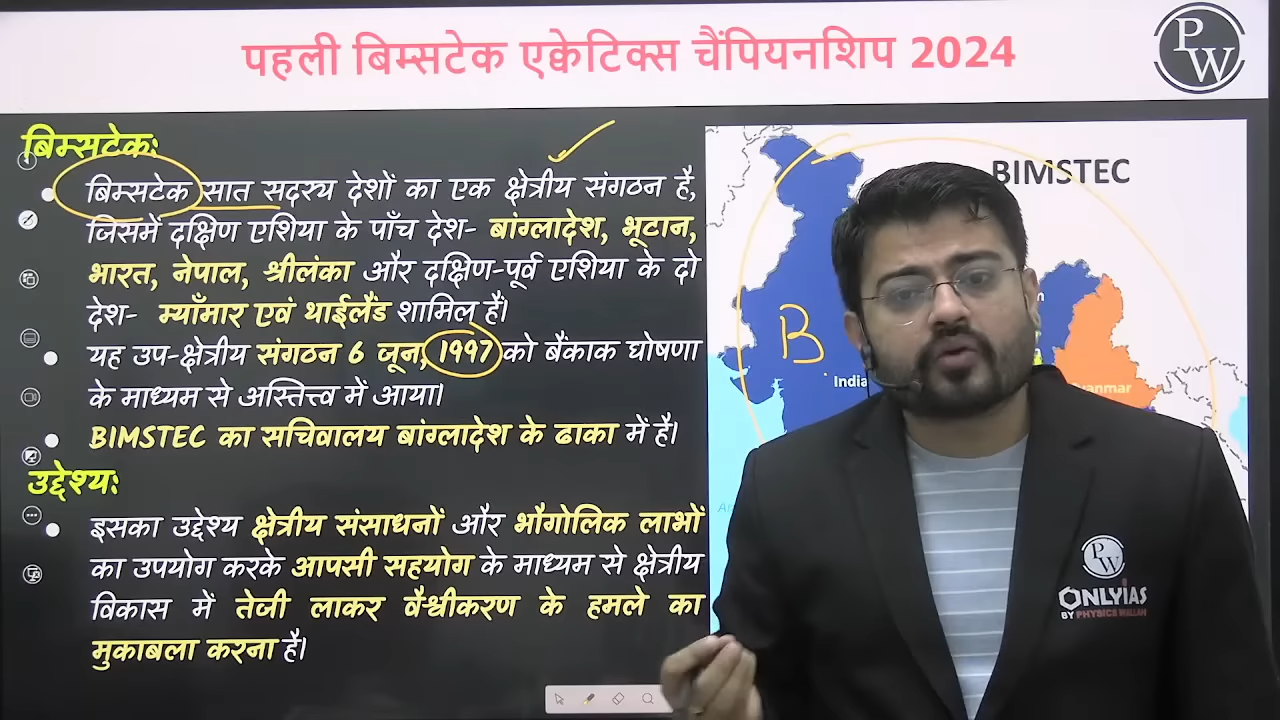 पहली बिम्सटेक एक्वेटिक्स चैंपियनशिप 2024
PW
बिम्सटेकः
बिम्सटेक सात सदस्य देशों का एक क्षेत्रीय संगठन है,
जिसमें दक्षिण एशिया के पाँच देश- बांग्लादेश, भूटान,
भारत, नेपाल, श्रीलंका और दक्षिण-पूर्व एशिया के दो
देश- म्याँमार एवं थाईलैंड शामिल हैं।
यह उप-क्षेत्रीय संगठन 6 जून, 1997 को बैंकाक घोषणा
के माध्यम से अस्तित्त्व में आया।
BIMSTEC का सचिवालय बांग्लादेश के ढाका में है।
उद्देश्यः
इसका उद्देश्य क्षेत्रीय संसाधनों और भौगोलिक लाभों
का उपयोग करके आपसी सहयोग के माध्यम से क्षेत्रीय
विकास में तेजी लाकर वैश्वीकरण के हमले का
मुकाबला करना है।
BIMSTEC
B
India
anmar
PW
ONLYIAS
BY PHYSICS WALLAH